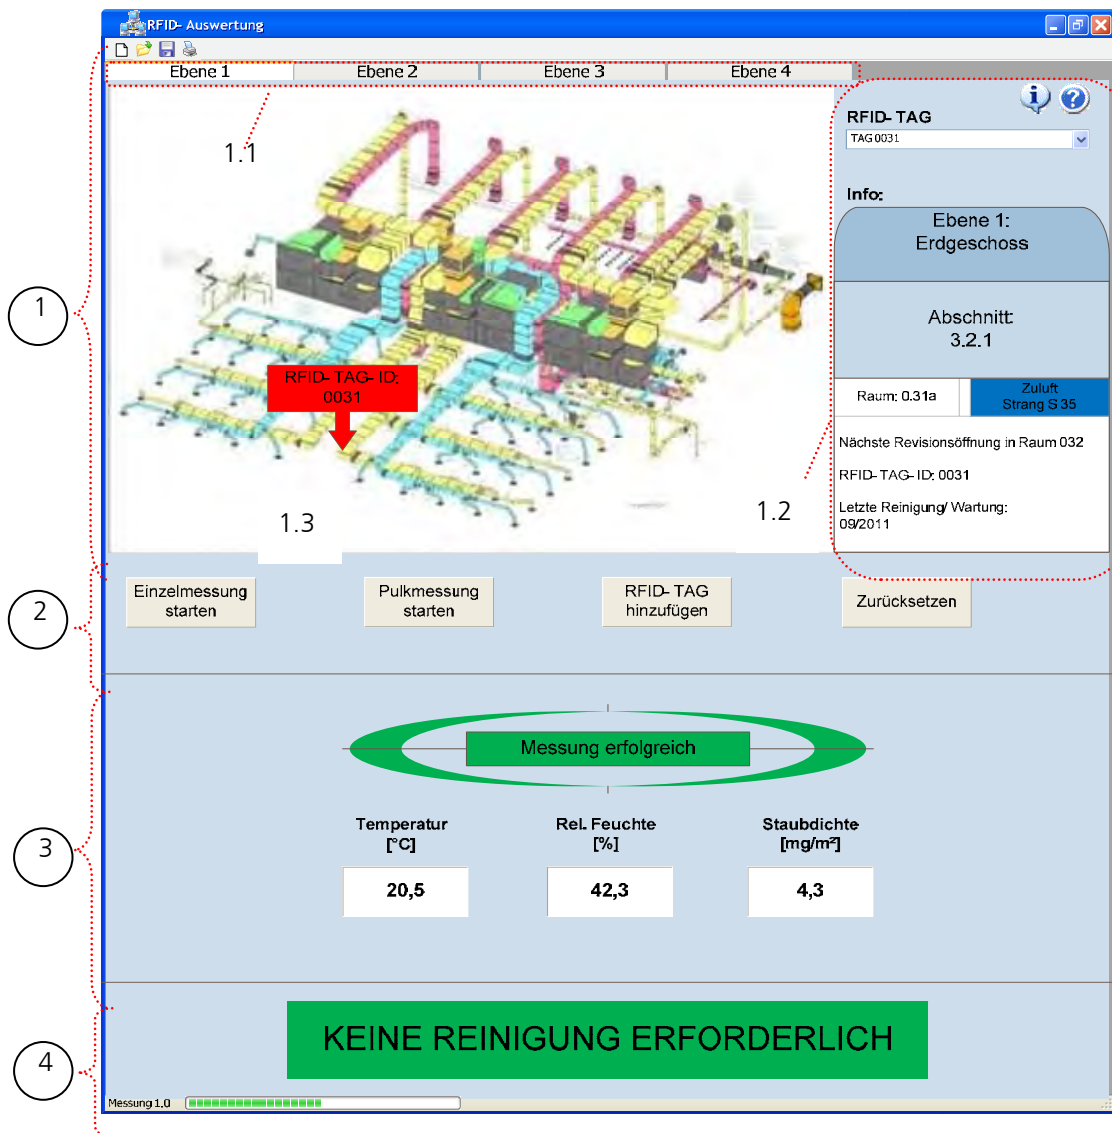 RFID- Auswertung
Ebene 1
Ebene 2
Ebene 3
Ebene 4
1.1
RFID- TAG
TAG 0031
Info:
Ebene 1:
Erdgeschoss
Abschnitt:
3.2.1
Raum: 0.31a
Zuluft
Strang S 35
Nächste Revisionsöffnung in Raum 032
RFID- TAG- ID: 0031
Letzte Reinigung/ Wartung:
09/2011
1
RFID- TAG- ID:
0031
1.2
1.3
2
Einzelmessung
starten
Pulkmessung
starten
RFID- TAG
hinzufügen
Zurücksetzen
3
Messung erfolgreich
Temperatur
[°C]
Rel. Feuchte
[%]
Staubdichte
[mg/m²]
20,5
42,3
4,3
4
KEINE REINIGUNG ERFORDERLICH
Messung 1.0